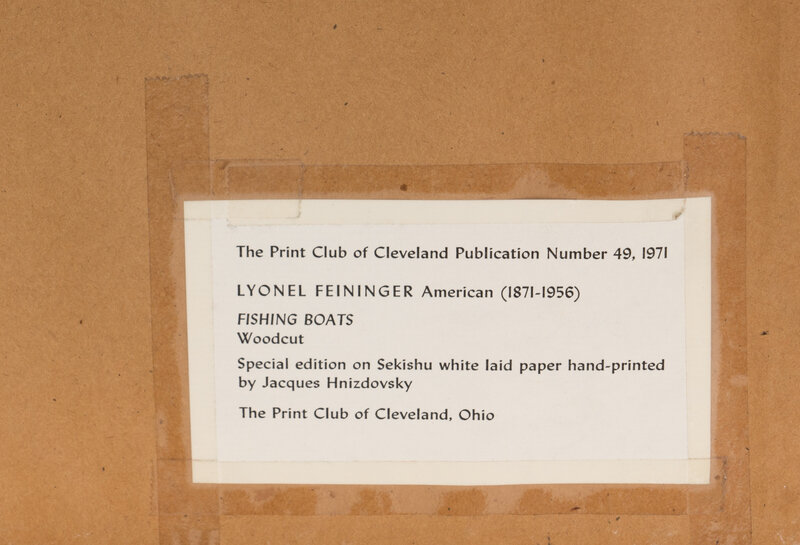 The Print Club of Cleveland Publication Number 49, 1971
LYONEL FEININGER American (1871-1956)
FISHING BOATS
Woodcut
Special edition on Sekishu white laid paper hand-printed
by Jacques Hnizdovsky
The Print Club of Cleveland, Ohio